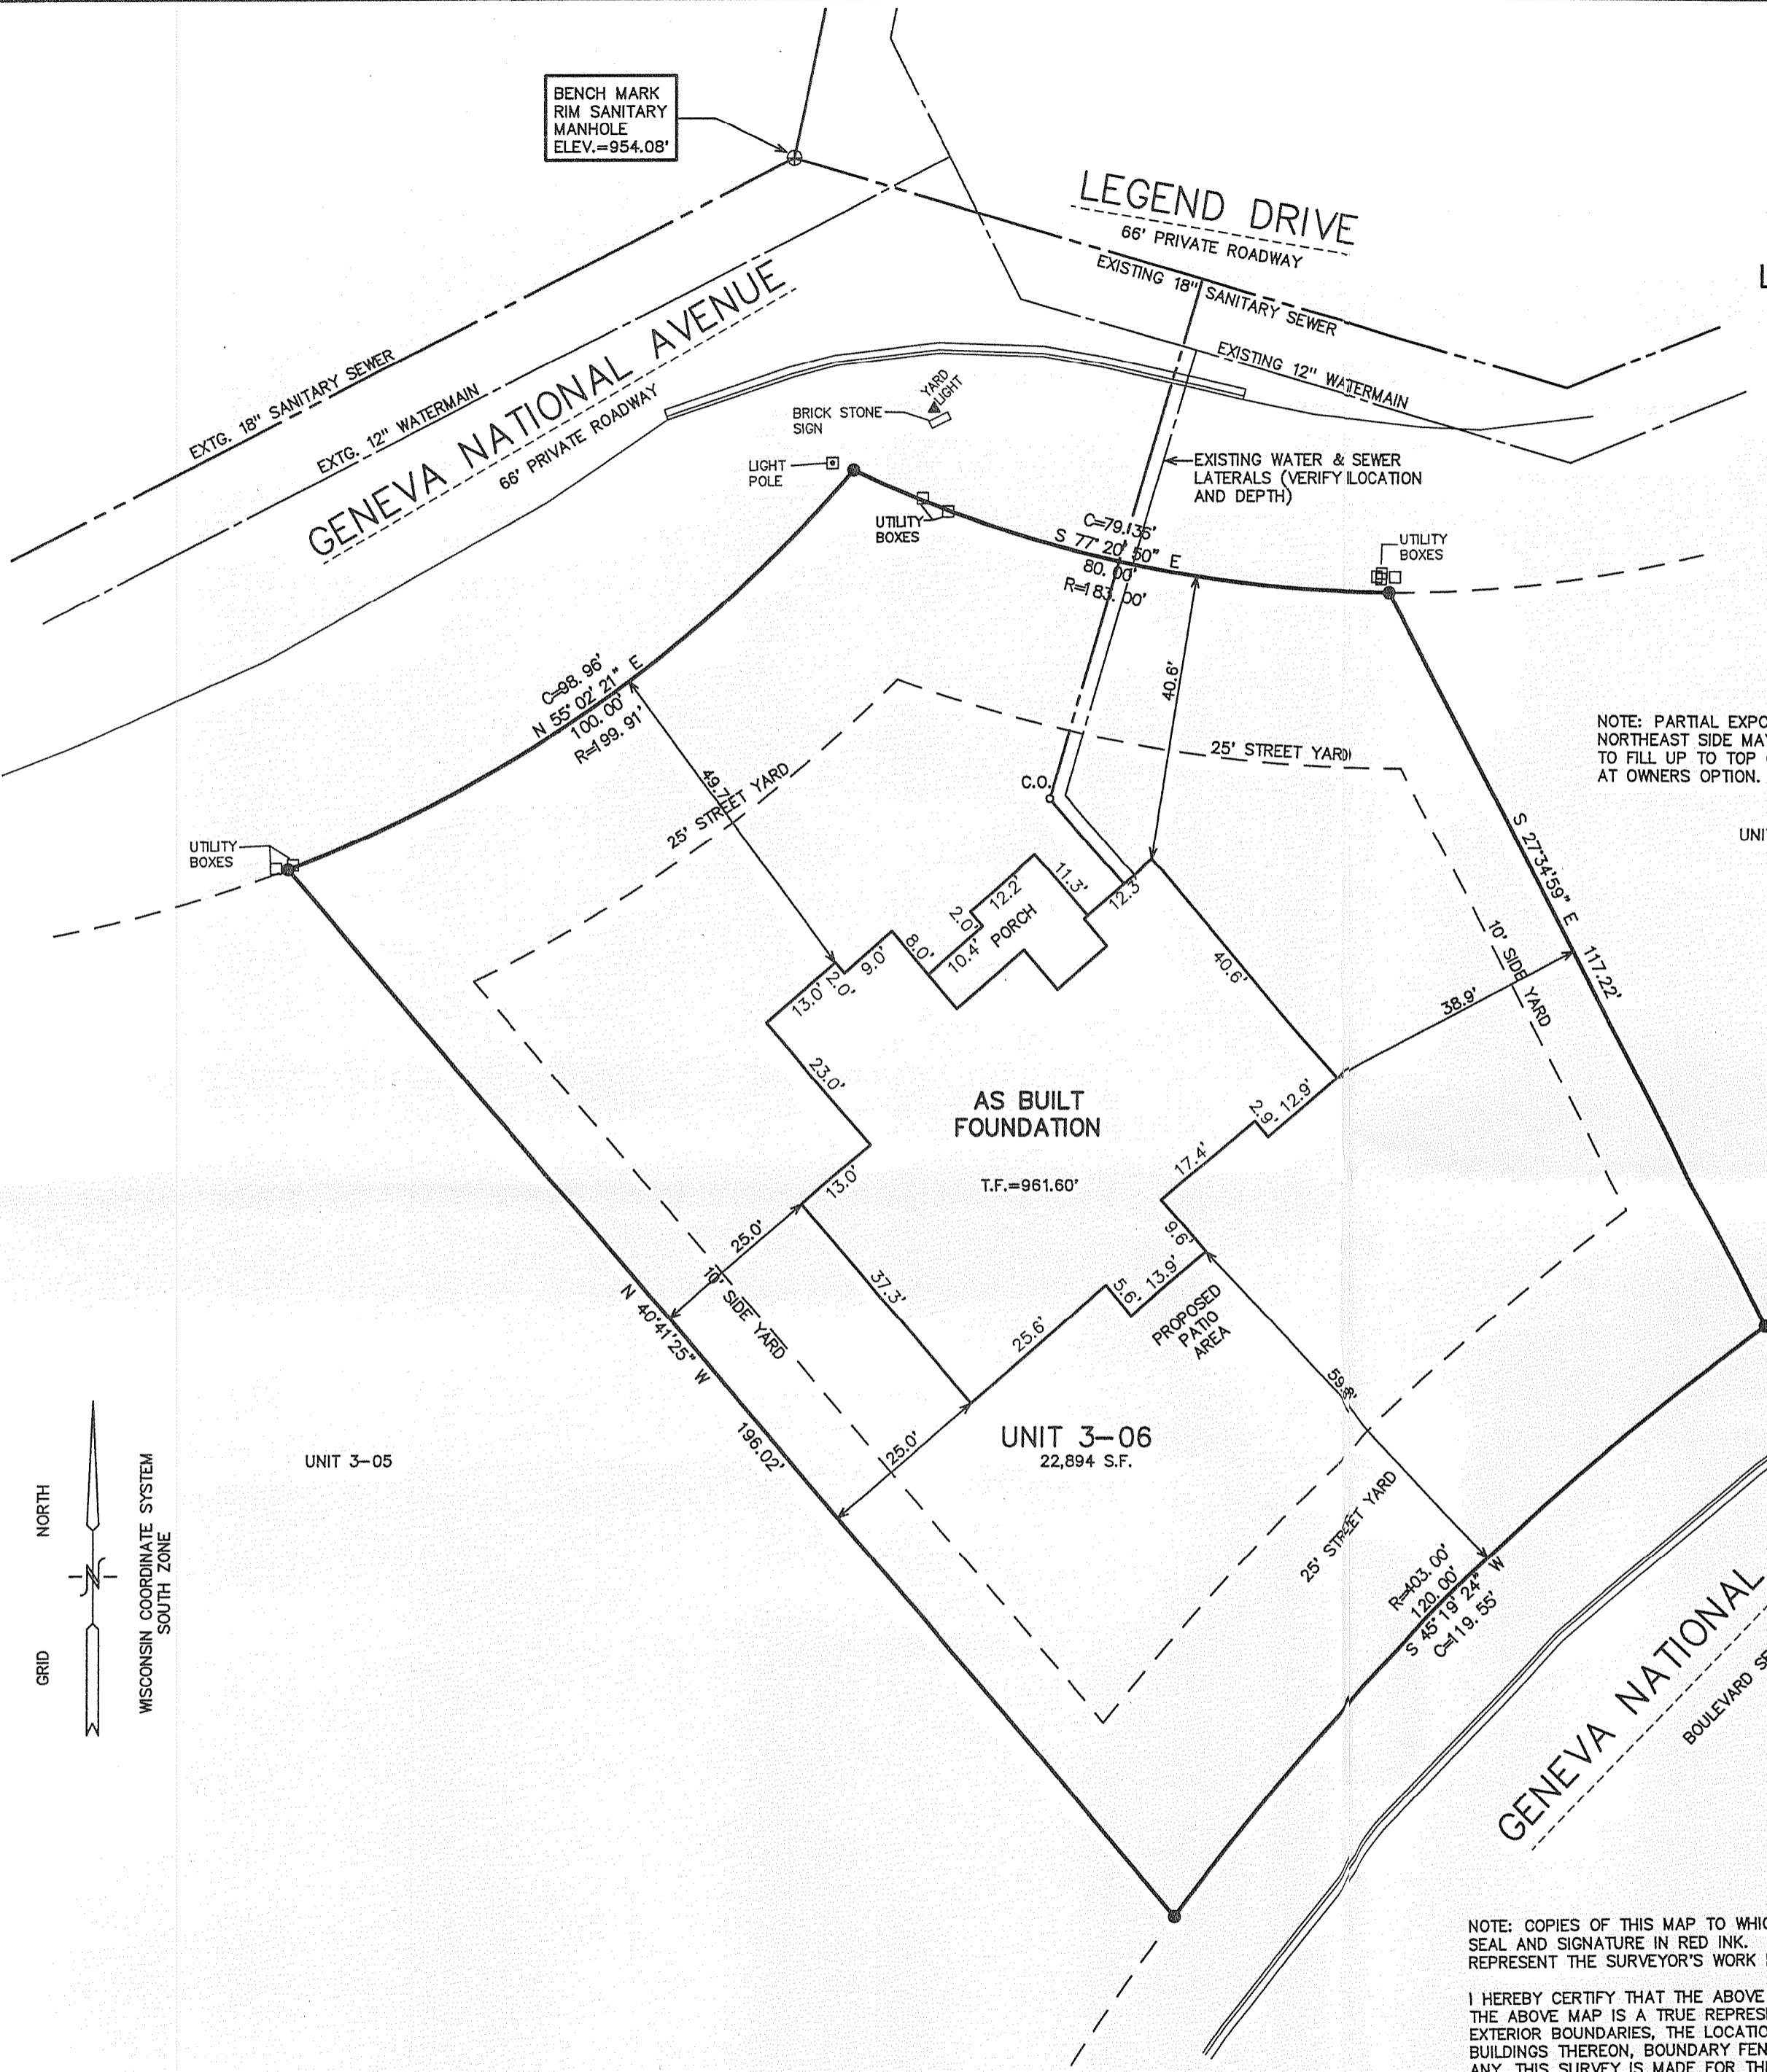 BENCH MARK
RIM SANITARY
MANHOLE
ELEV.=954.08'
LEGEND DRIVE
66' PRIVATE ROADWAY
EXISTING 18" SANITARY SEWER
EXISTING 12" WATERMAIN
EXTG. 18" SANITARY SEWER
EXTG. 12" WATERMAIN
GENEVA NATIONAL AVENUE
66' PRIVATE ROADWAY
YARD
LIGHT
BRICK STONE
SIGN
LIGHT
POLE
UTILITY
BOXES
EXISTING WATER & SEWER
LATERALS (VERIFY LOCATION
AND DEPTH)
C=79.36'
S 77°20'50" E
80.00'
R=183.00'
UTILITY
BOXES
C=98.96'
N 55°02'21" E
100.00'
R=199.91'
40.6'
49.7'
25' STREET YARD
25' STREET YARD
C.O.
NOTE: PARTIAL
NORTHEAST SIDE
TO FILL UP TO TOP
AT OWNERS OPTION.
UTILITY
BOXES
S 27°34'59" E
117.22'
10' SIDE YARD
38.9'
12.2'
11.3'
12.3'
2.0'
PORCH
10.4'
8.0'
9.0'
2.0'
13.0'
40.6'
23.0'
AS BUILT
FOUNDATION
T.F.=961.60'
12.9'
2.9'
17.4'
9.6'
13.9'
5.6'
25.6'
13.0'
37.3'
25.0'
10' SIDE YARD
25.0'
PROPOSED
PATIO
AREA
59.8'
N 40°41'25" W
196.02'
UNIT 3-05
UNIT 3-06
22,894 S.F.
25' STREET YARD
R=403.00'
120.00'
S 45°19'24" W
C=119.55'
GENEVA NATIONAL
BOULEVARD
GRID NORTH
WISCONSIN COORDINATE SYSTEM
SOUTH ZONE
NOTE: COPIES OF THIS MAP TO
SEAL AND SIGNATURE IN RED INK.
REPRESENT THE SURVEYOR'S WORK
I HEREBY CERTIFY THAT THE ABOVE
THE ABOVE MAP IS A TRUE
EXTERIOR BOUNDARIES, THE
BUILDINGS THEREON, BOUNDARY
ANY. THIS SURVEY IS MADE FOR